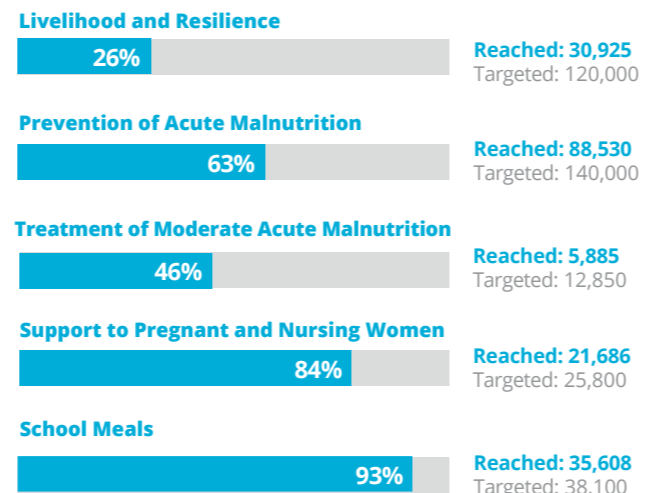 Livelihood and Resilience
26%
Reached: 30,925
Targeted: 120,000
Prevention of Acute Malnutrition
63%
Reached: 88,530
Targeted: 140,000
Treatment of Moderate Acute Malnutrition
46%
Reached: 5,885
Targeted: 12,850
Support to Pregnant and Nursing Women
84%
Reached: 21,686
Targeted: 25,800
School Meals
93%
Reached: 35,608
Targeted: 38,100